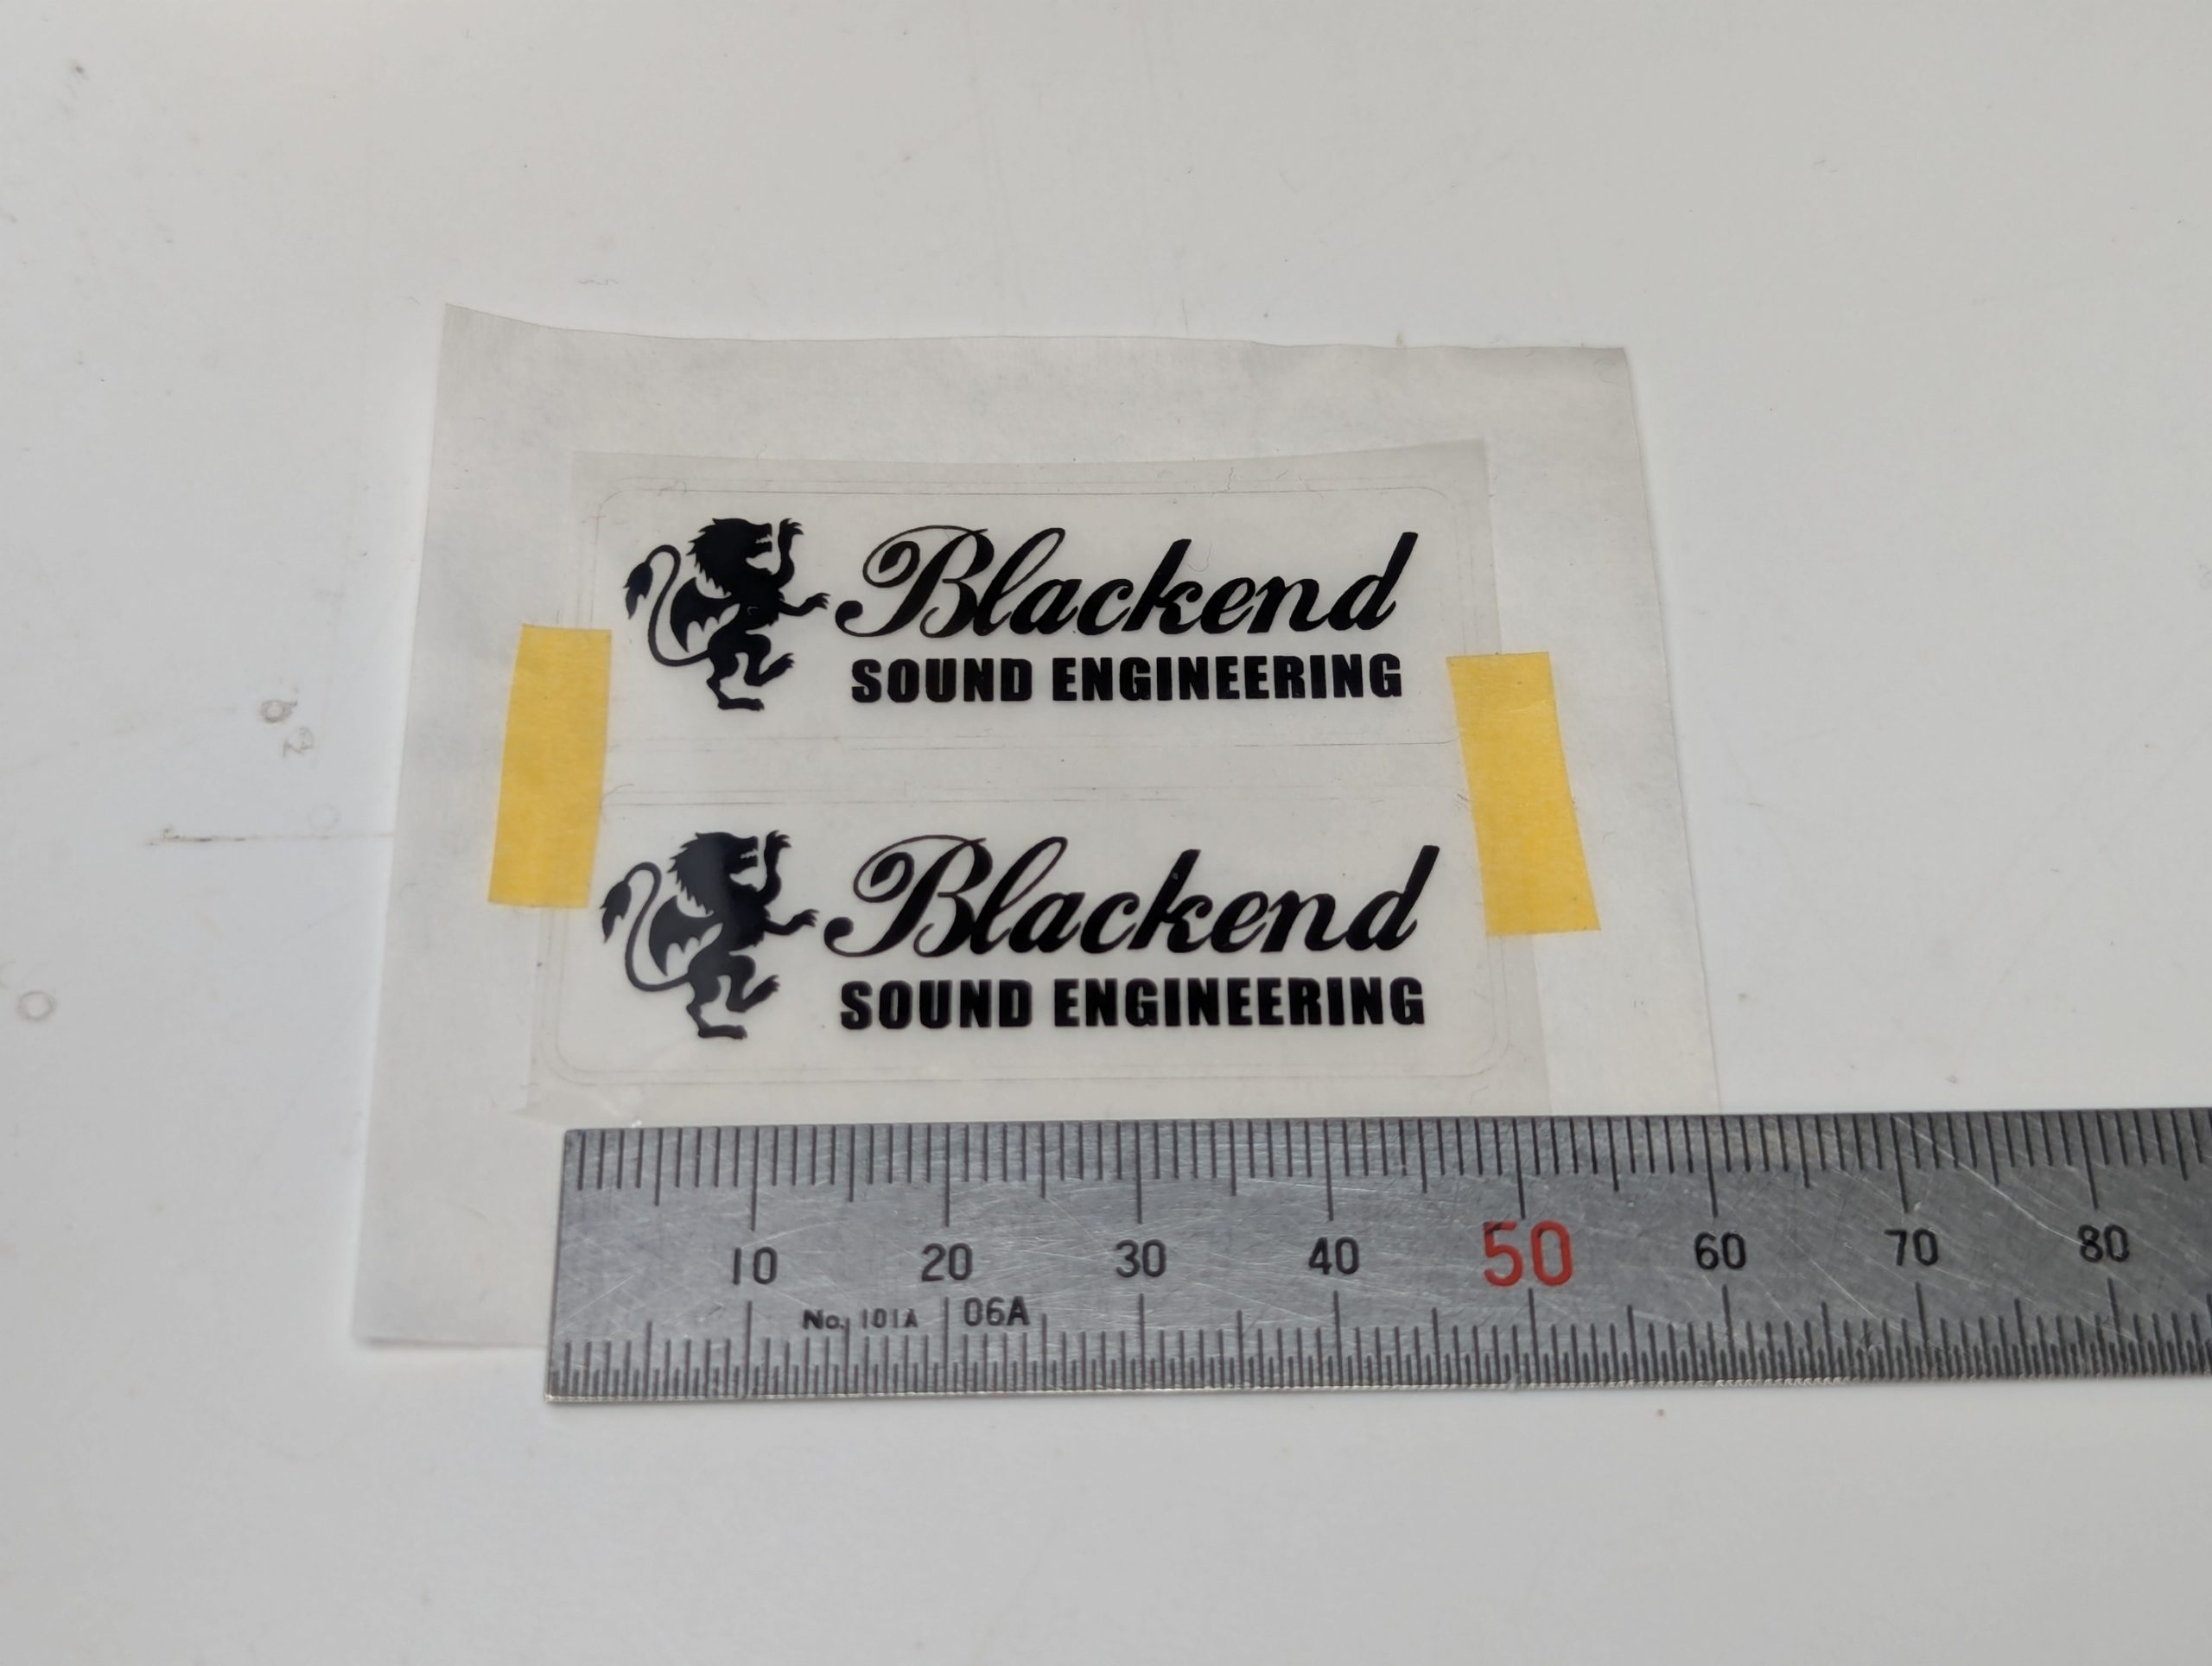 Blackend
SOUND ENGINEERING
Blackend
SOUND ENGINEERING
10 20 30 40 50 60 70 80
No. 101A 06A